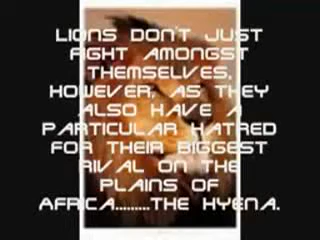 LIONS DON'T JUST
FIGHT AMONGST
THEMSELVES,
HOWEVER, AS THEY
ALSO HAVE A
PARTICULAR HATRED
FOR THEIR BIGGEST
RIVAL ON THE
PLAINS OF
AFRICA.........THE HYENA.